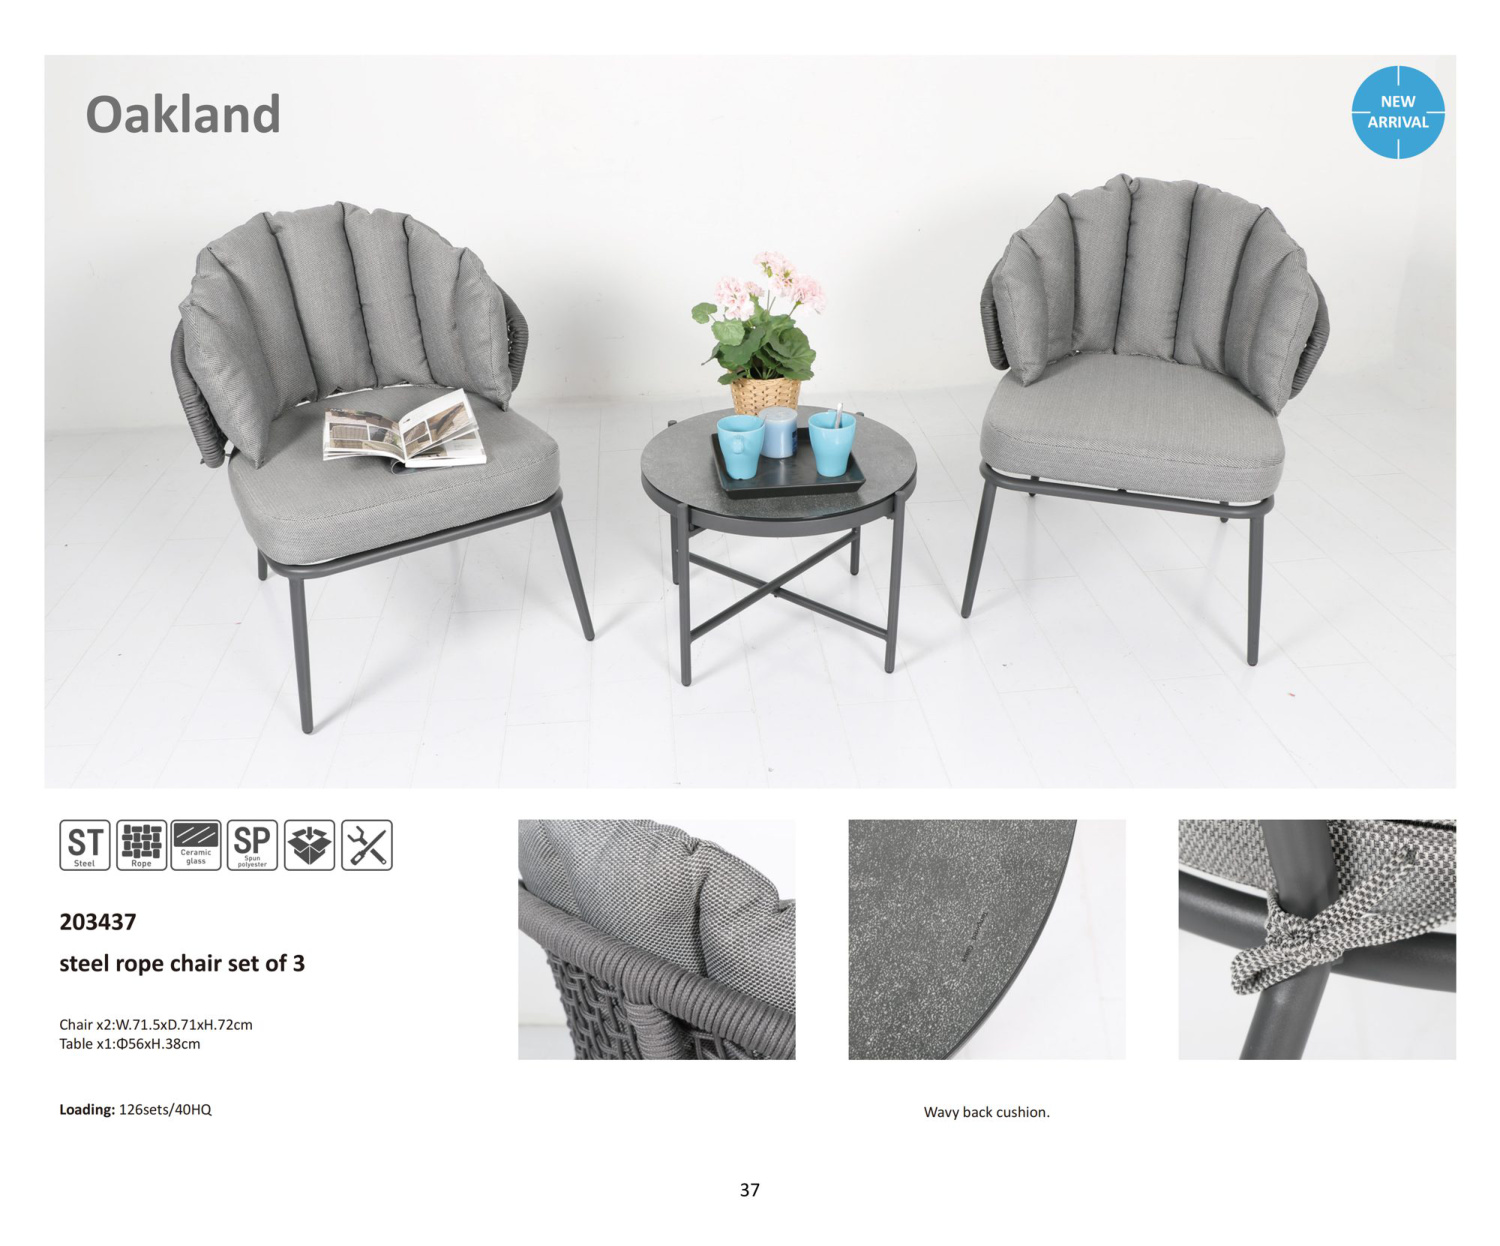 Oakland
NEW
ARRIVAL
ST
Steel
Rope
Ceramic
glass
SP
Spun
polyester
203437
steel rope chair set of 3
Chair x2:W.71.5xD.71xH.72cm
Table x1:Φ56xH.38cm
Loading: 126sets/40HQ
Wavy back cushion.
37